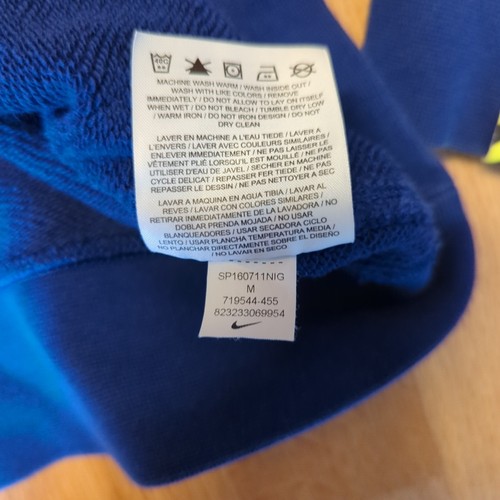 40C
MACHINE WASH WARM / WASH INSIDE OUT /
WASH WITH LIKE COLORS / REMOVE
IMMEDIATELY / DO NOT ALLOW TO LAY ON ITSELF
WHEN WET / DO NOT BLEACH / TUMBLE DRY LOW
/ WARM IRON / DO NOT IRON DESIGN / DO NOT
DRY CLEAN
LAVER EN MACHINE A L'EAU TIEDE / LAVER A
L'ENVERS / LAVER AVEC COULEURS SIMILAIRES /
ENLEVER IMMEDIATEMENT / NE PAS LAISSER LE
VÊTEMENT PLIÉ LORSQU'IL EST MOUILLÉ / NE PAS
UTILISER D'EAU DE JAVEL / SÉCHER EN MACHINE
CYCLE DELICAT / REPASSER FER TIEDE / NE PAS
REPASSER LE DESSIN / NE PAS NETTOYER A SEC
LAVAR A MAQUINA EN AGUA TIBIA / LAVAR AL
REVES / LAVAR CON COLORES SIMILARES /
RETIRAR INMEDIATAMENTE DE LA LAVADORA / NO
DOBLAR PRENDA MOJADA / NO USAR
BLANQUEADORES / USAR SECADORA CICLO
LENTO / USAR PLANCHA TEMPERATURA MEDIA /
NO PLANCHAR DIRECTAMENTE SOBRE EL DISEÑO
/ NO LAVAR EN SECO
SP160711NIG
M
719544-455
823233069954